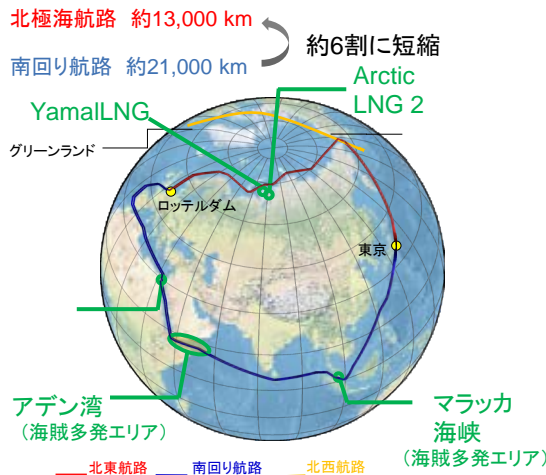 北極海航路 約13,000 km
約6割に短縮
南回り航路 約21,000 km
Arctic
LNG 2
YamalLNG
グリーンランド
ロッテルダム
東京
アデン湾
（海賊多発エリア）
マラッカ
海峡
（海賊多発エリア）
北東航路 南回り航路 北西航路